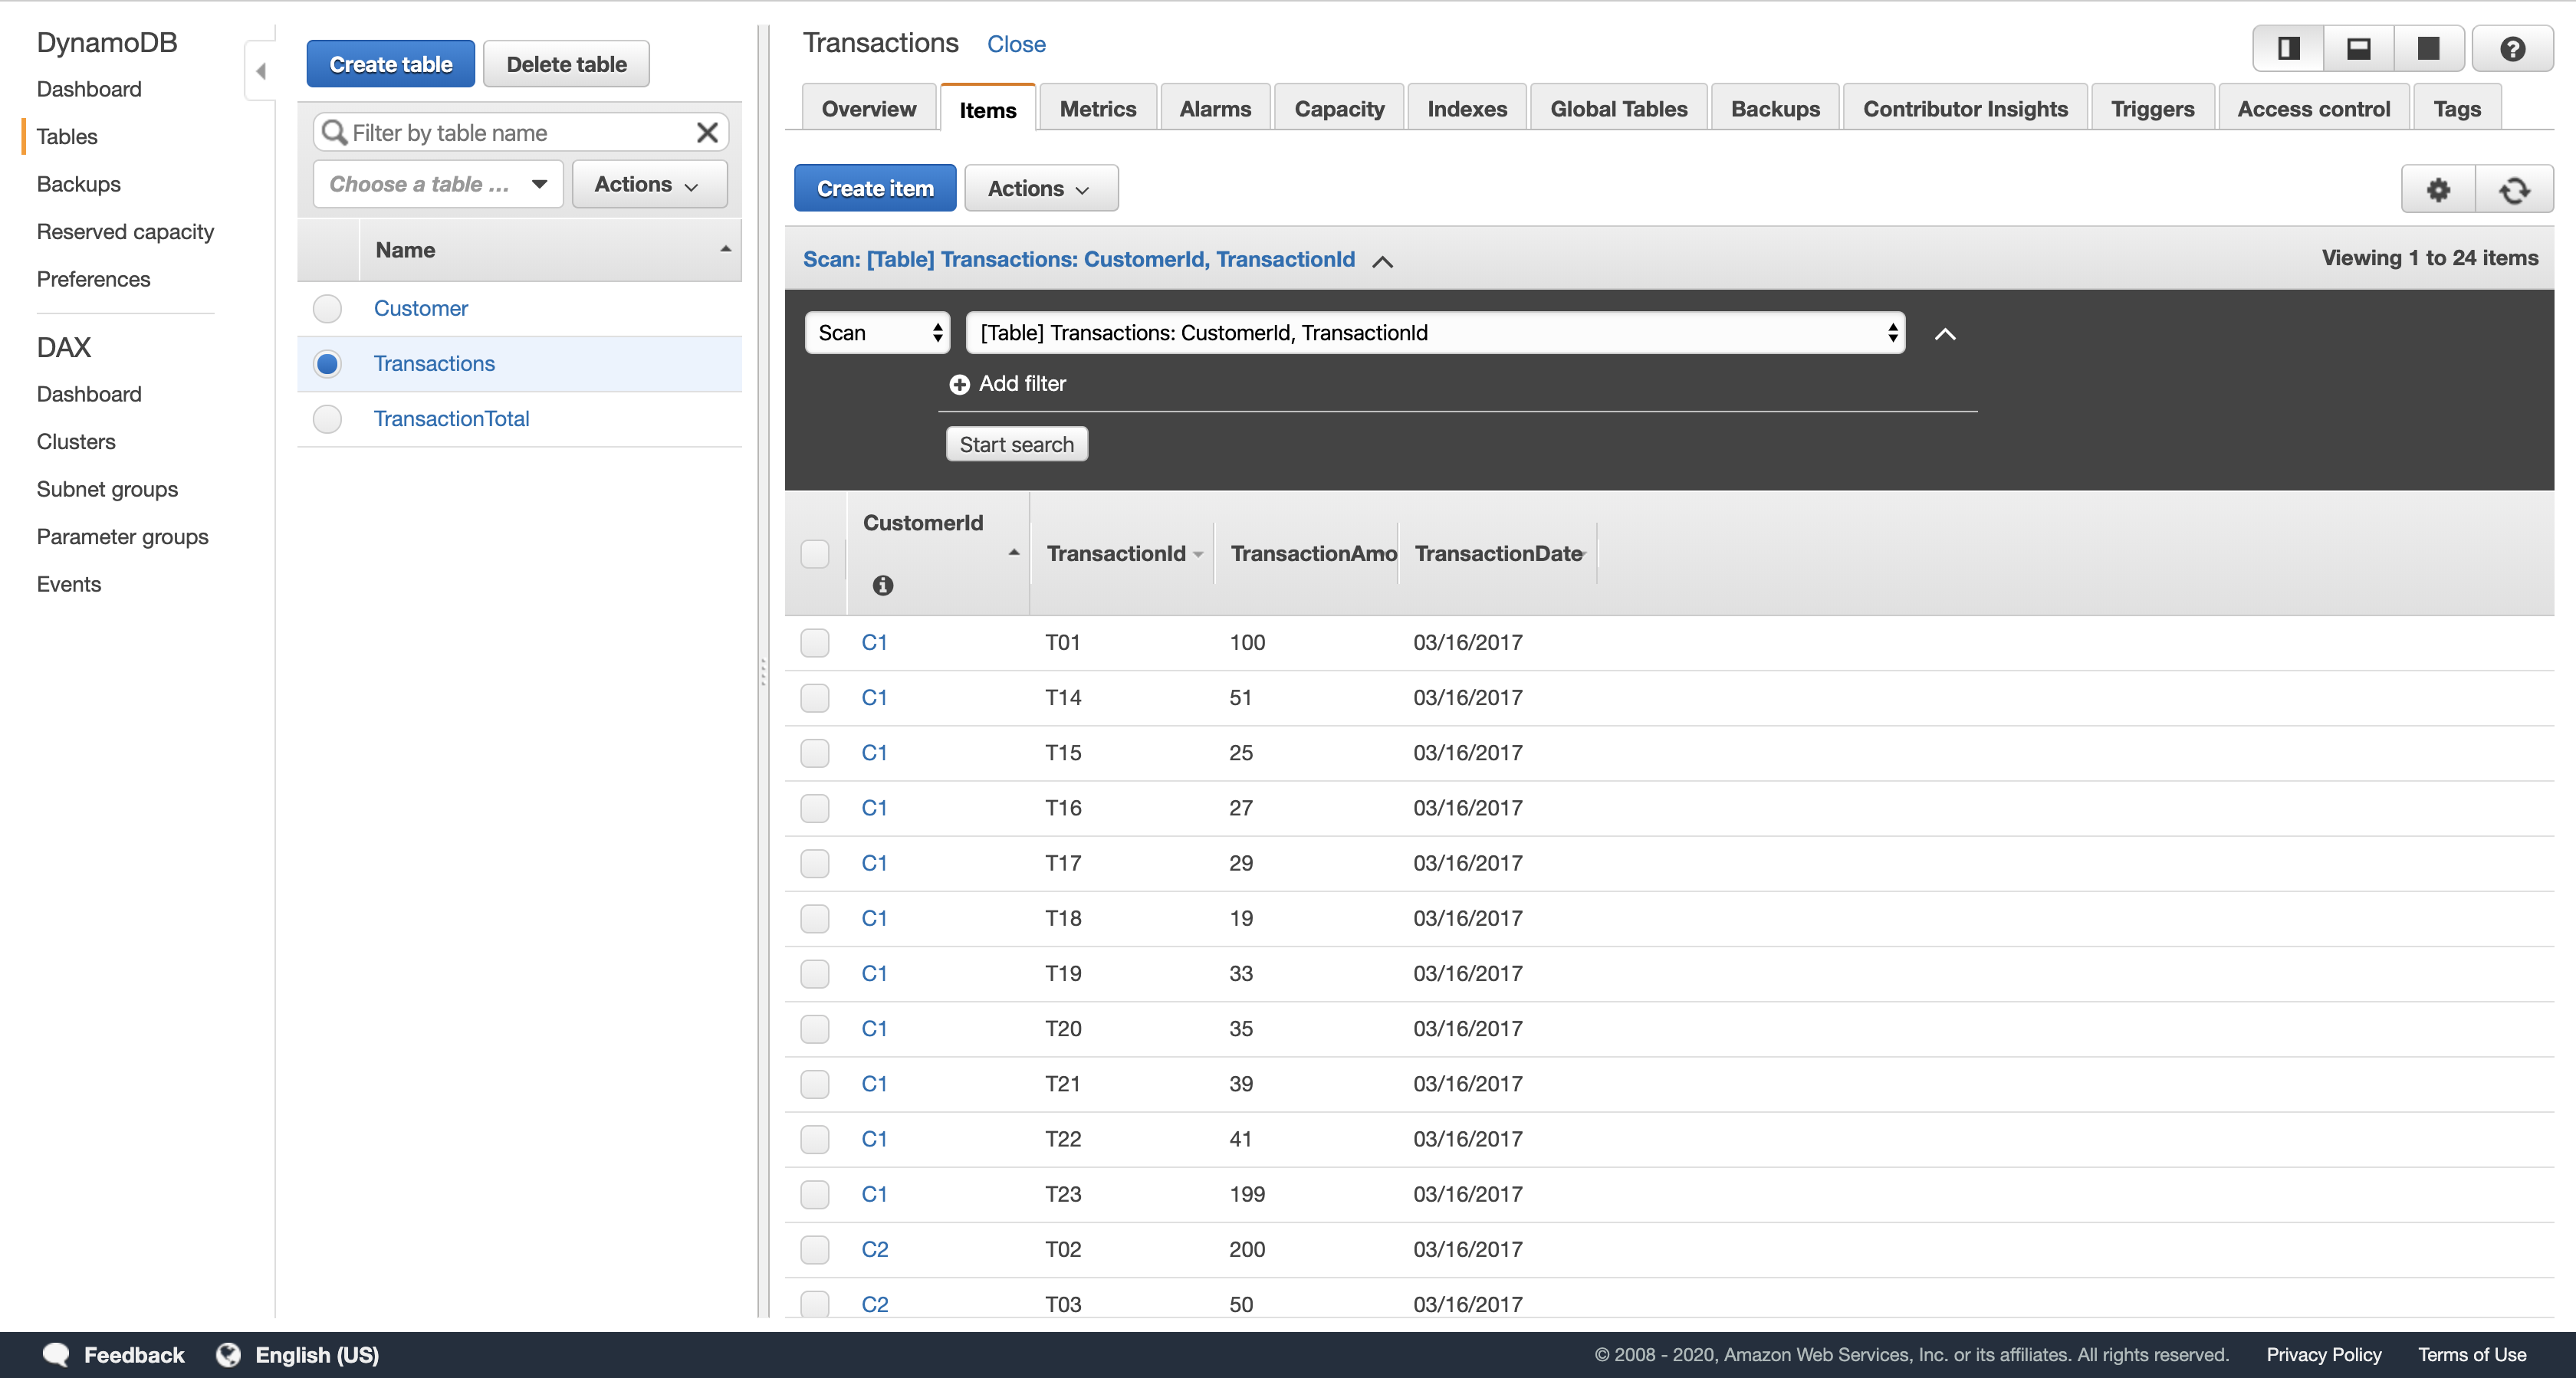 DynamoDB
Dashboard
Tables
Backups
Reserved capacity
Preferences
DAX
Dashboard
Clusters
Subnet groups
Parameter groups
Events
Create table
Delete table
Filter by table name
Choose a table ...
Actions
Name
Customer
Transactions
TransactionTotal
Transactions Close
Overview Items Metrics Alarms Capacity Indexes Global Tables Backups Contributor Insights Triggers Access control Tags
Create item Actions
Scan: [Table] Transactions: CustomerId, TransactionId
Viewing 1 to 24 items
Scan [Table] Transactions: CustomerId, TransactionId
Add filter
Start search
CustomerId TransactionId TransactionAmo TransactionDate
C1 T01 100 03/16/2017
C1 T14 51 03/16/2017
C1 T15 25 03/16/2017
C1 T16 27 03/16/2017
C1 T17 29 03/16/2017
C1 T18 19 03/16/2017
C1 T19 33 03/16/2017
C1 T20 35 03/16/2017
C1 T21 39 03/16/2017
C1 T22 41 03/16/2017
C1 T23 199 03/16/2017
C2 T02 200 03/16/2017
C2 T03 50 03/16/2017
Feedback English (US) © 2008 - 2020, Amazon Web Services, Inc. or its affiliates. All rights reserved. Privacy Policy Terms of Use